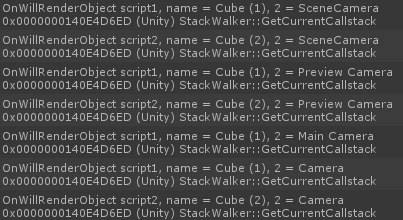 OnWillRenderObject script1, name = Cube (1), 2 = SceneCamera
0x0000000140E4D6ED (Unity) StackWalker::GetCurrentCallstack
OnWillRenderObject script2, name = Cube (2), 2 = SceneCamera
0x0000000140E4D6ED (Unity) StackWalker::GetCurrentCallstack
OnWillRenderObject script1, name = Cube (1), 2 = Preview Camera
0x0000000140E4D6ED (Unity) StackWalker::GetCurrentCallstack
OnWillRenderObject script2, name = Cube (2), 2 = Preview Camera
0x0000000140E4D6ED (Unity) StackWalker::GetCurrentCallstack
OnWillRenderObject script1, name = Cube (1), 2 = Main Camera
0x0000000140E4D6ED (Unity) StackWalker::GetCurrentCallstack
OnWillRenderObject script1, name = Cube (1), 2 = Camera
0x0000000140E4D6ED (Unity) StackWalker::GetCurrentCallstack
OnWillRenderObject script2, name = Cube (2), 2 = Camera
0x0000000140E4D6ED (Unity) StackWalker::GetCurrentCallstack